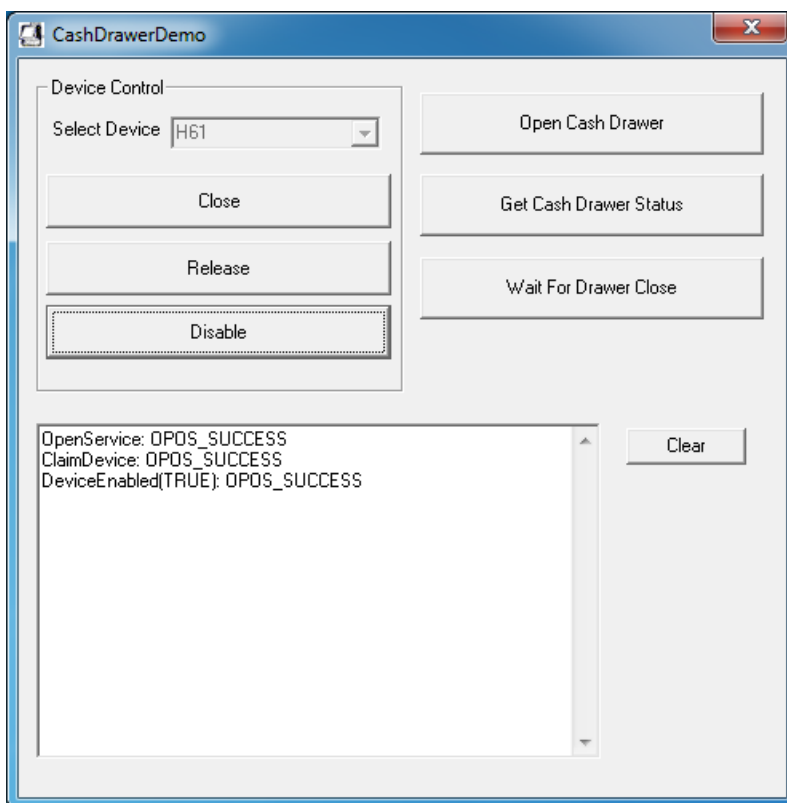 CashDrawerDemo
Device Control
Select Device H61
Close
Release
Disable
Open Cash Drawer
Get Cash Drawer Status
Wait For Drawer Close
OpenService: OPOS_SUCCESS
ClaimDevice: OPOS_SUCCESS
DeviceEnabled(TRUE): OPOS_SUCCESS
Clear